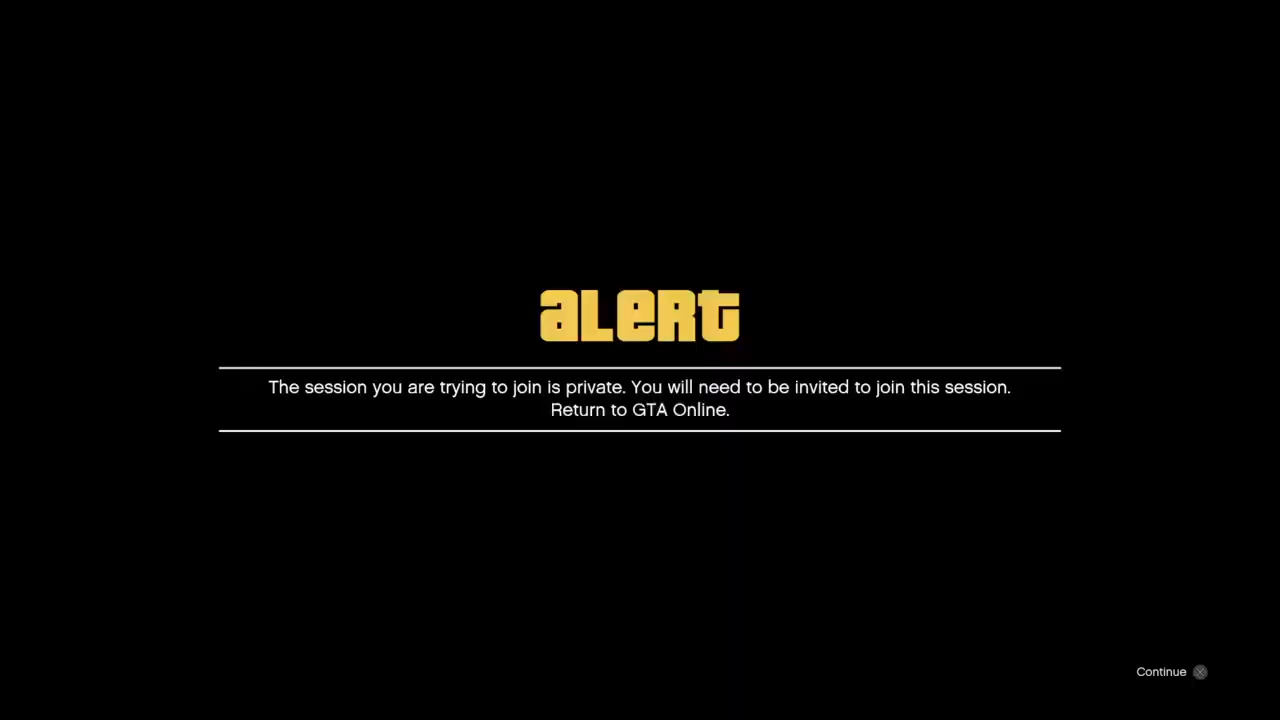 alert
The session you are trying to join is private. You will need to be invited to join this session.
Return to GTA Online.
Continue